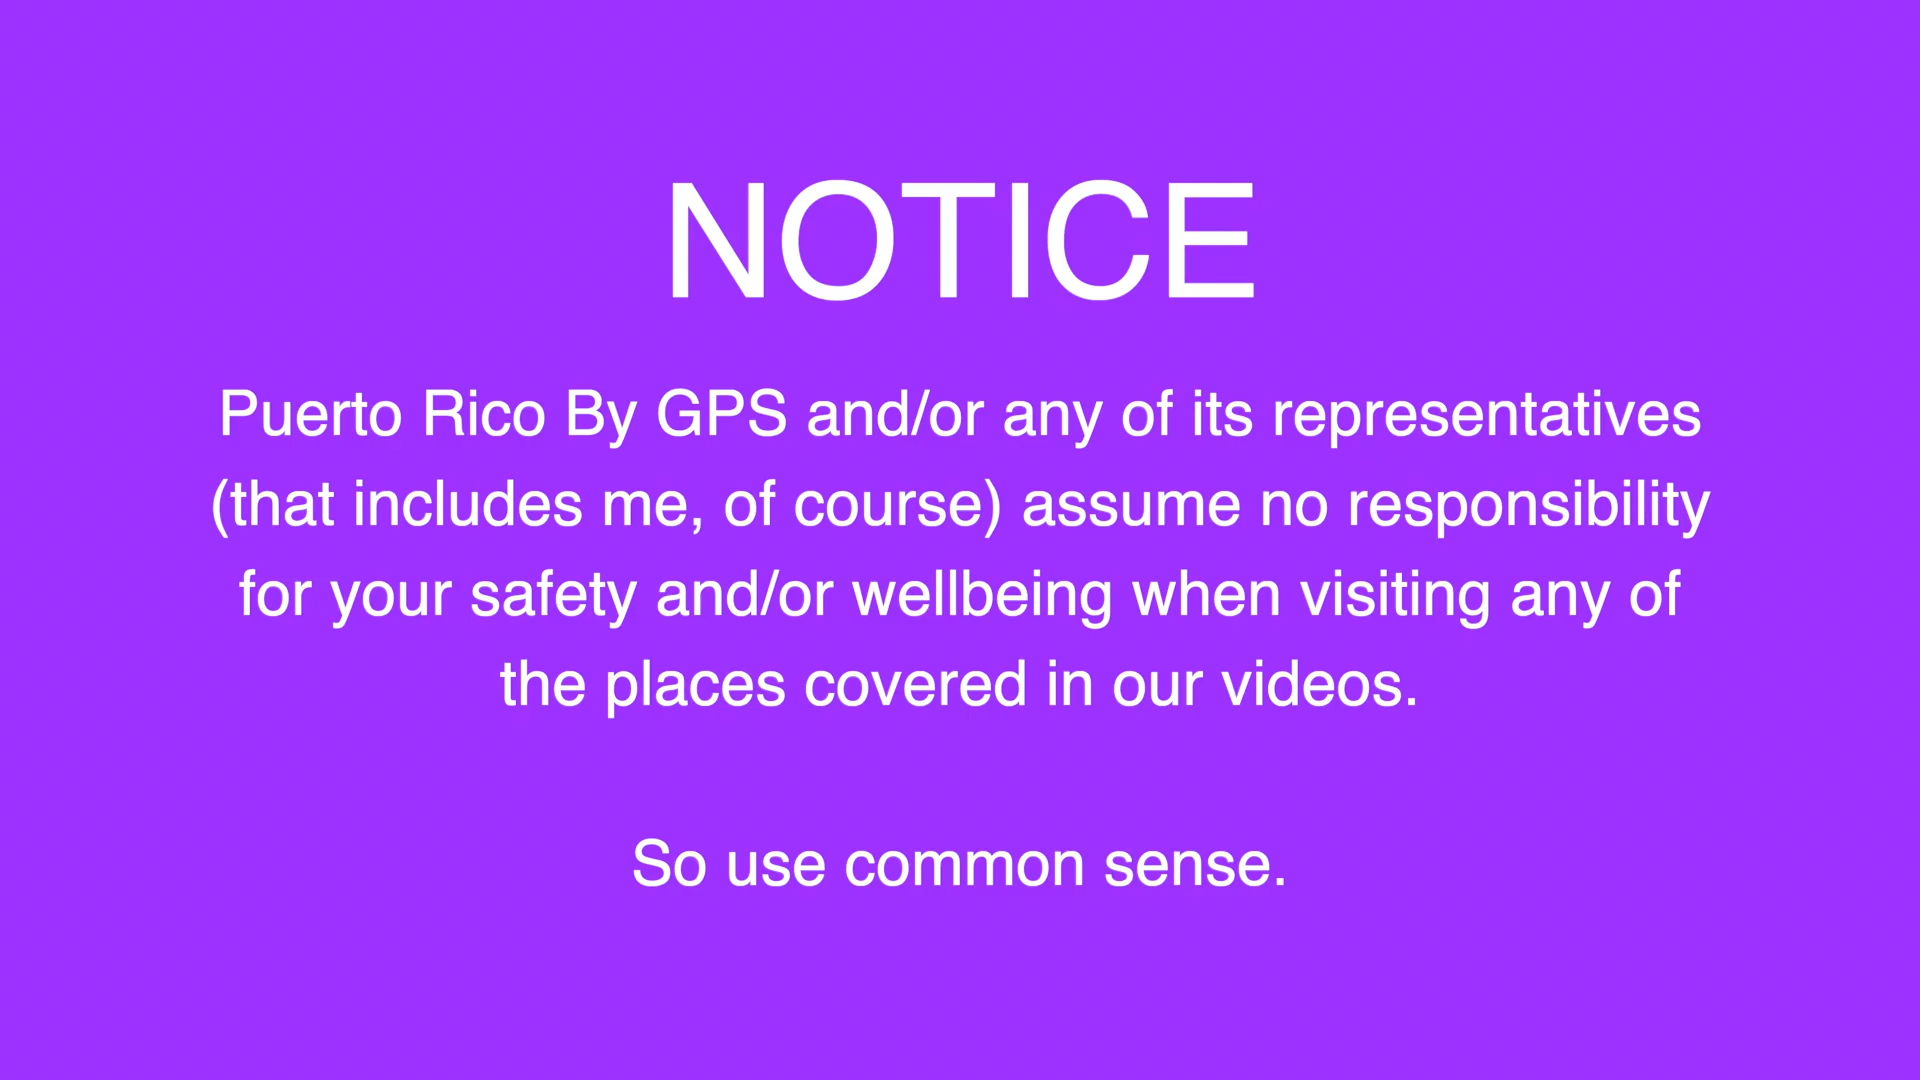 NOTICE
Puerto Rico By GPS and/or any of its representatives
(that includes me, of course) assume no responsibility
for your safety and/or wellbeing when visiting any of
the places covered in our videos.
So use common sense.